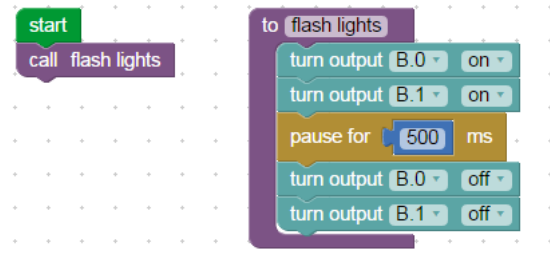 start
call flash lights
to flash lights
turn output B.0 on
turn output B.1 on
pause for 500 ms
turn output B.0 off
turn output B.1 off